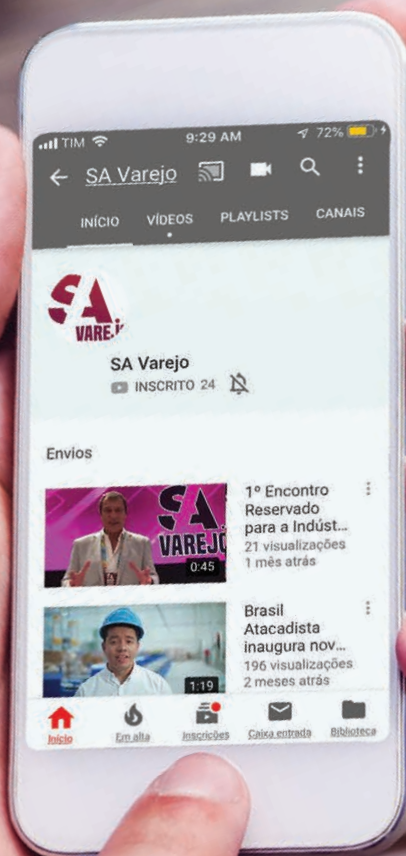 TIM 9:29 AM 72%
SA Varejo
INÍCIO VÍDEOS PLAYLISTS CANAIS
SA
VAREJ
SA Varejo
INSCRITO 24
Envios
1º Encontro
Reservado
para a Indúst...
21 visualizações
1 mês atrás
SA
VAREJO
0:45
Brasil
Atacadista
inaugura nov...
196 visualizações
2 meses atrás
1:19
Início Em alta Inscrições Caixa entrada Biblioteca